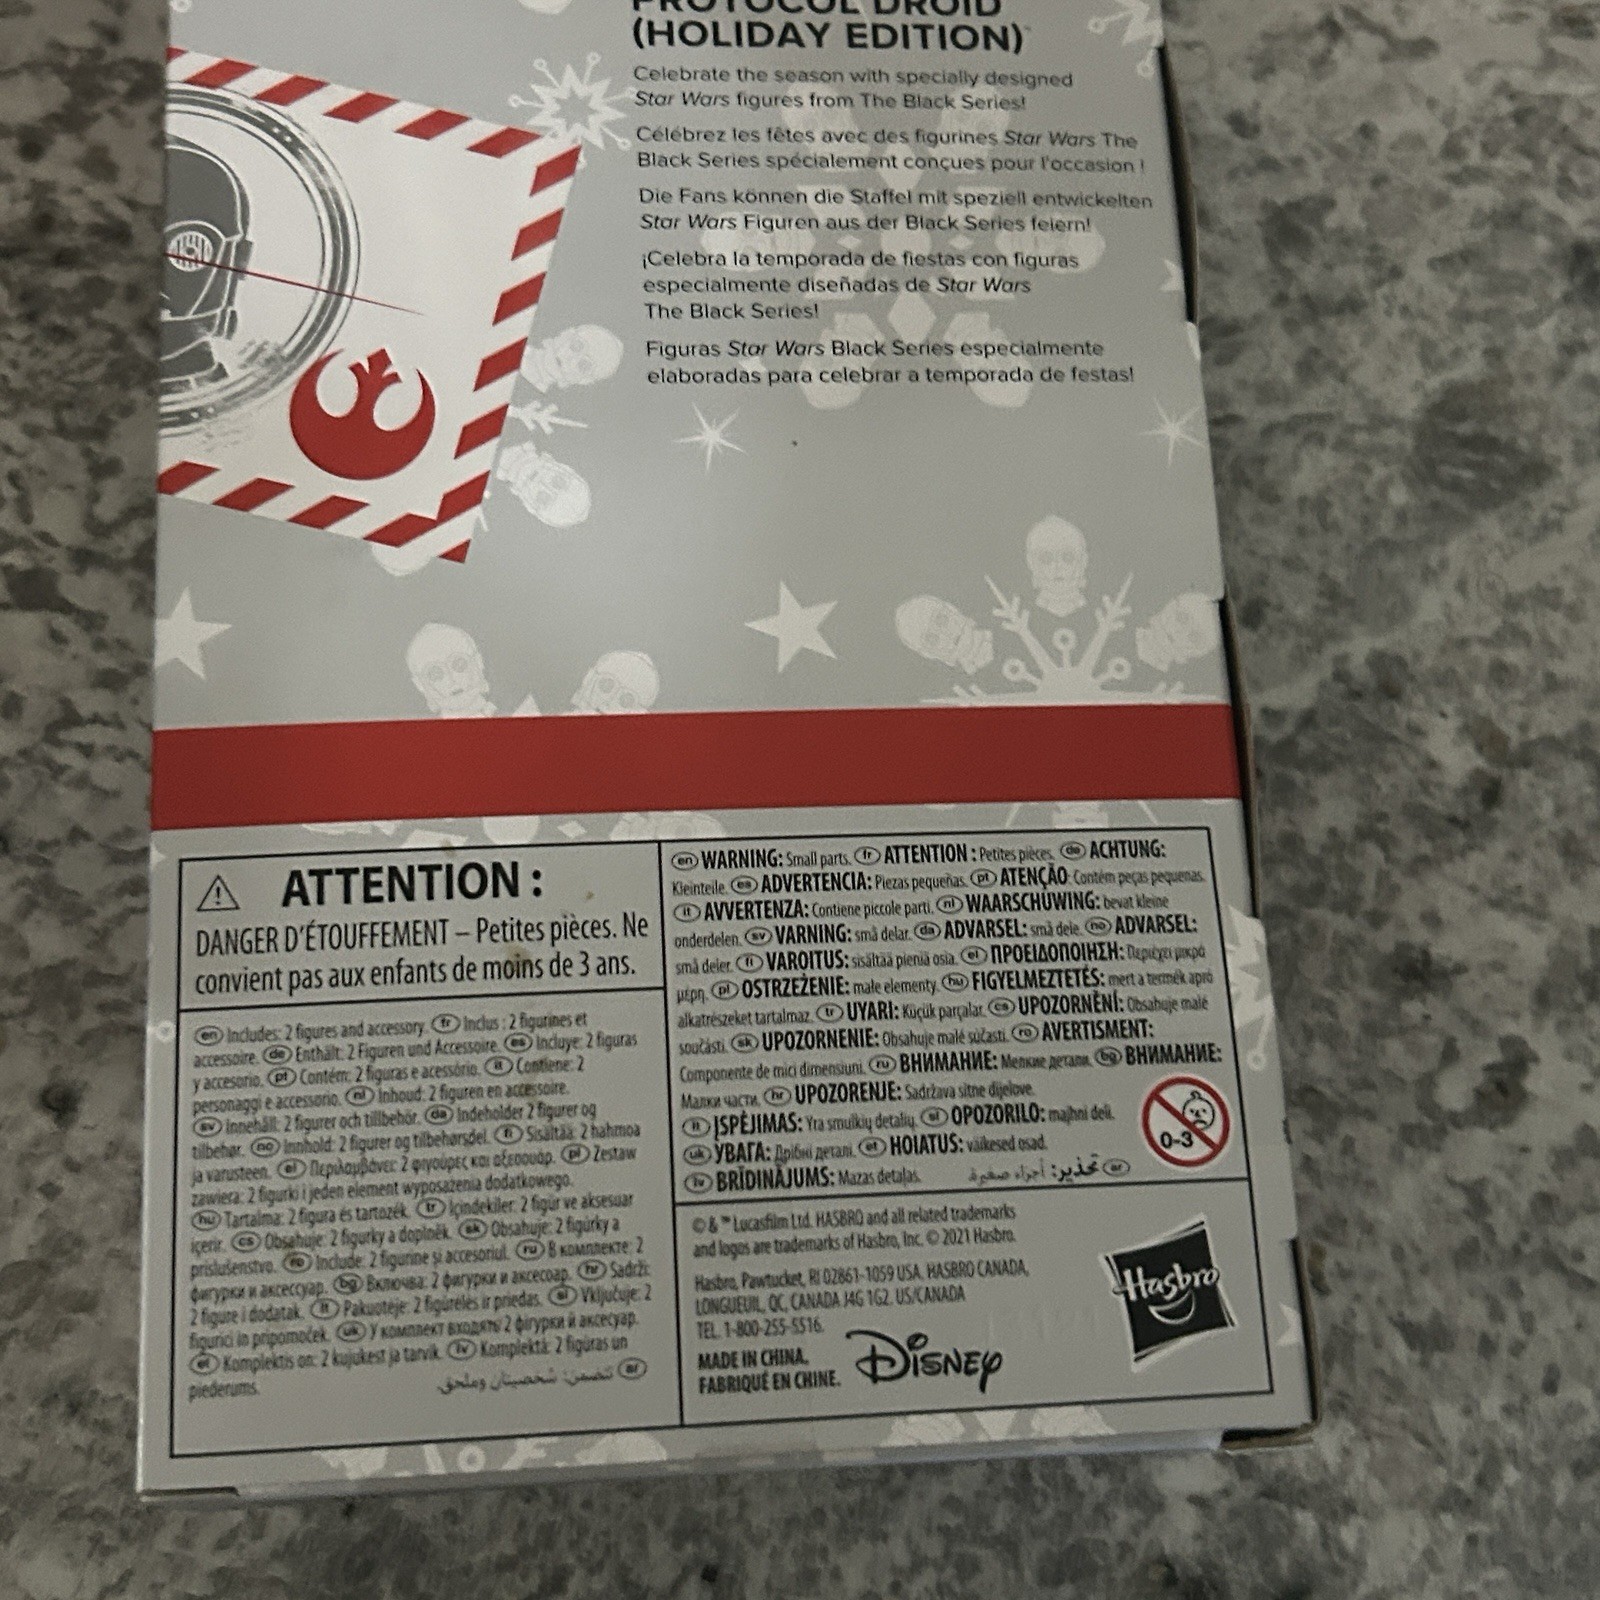 PROTOCOL DROID
(HOLIDAY EDITION)
Celebrate the season with specially designed
Star Wars figures from The Black Series!
Célébrez les fêtes avec des figurines Star Wars The
Black Series spécialement conçues pour l'occasion !
Die Fans können die Staffel mit speziell entwickelten
Star Wars Figuren aus der Black Series feiern!
¡Celebra la temporada de fiestas con figuras
especialmente diseñadas de Star Wars
The Black Series!
Figuras Star Wars Black Series especialmente
elaboradas para celebrar a temporada de festas!
ATTENTION :
DANGER D'ÉTOUFFEMENT – Petites pièces. Ne
convient pas aux enfants de moins de 3 ans.
en Includes: 2 figures and accessory. fr Inclus : 2 figurines et
accessoire. de Enthält: 2 Figuren und Accessoire. es Incluye: 2 figuras
y accesorio. pt Contém: 2 figuras e acessório. it Contiene: 2
personaggi e accessorio. nl Inhoud: 2 figuren en accessoire.
sv Innehåll: 2 figurer och tillbehör. da Indeholder 2 figurer og
tilbehør. no Innhold: 2 figurer og tilbehørsdel. fi Sisältää: 2 hahmoa
ja varusteen. el Περιλαμβάνει: 2 φιγούρες και αξεσουάρ. pl Zestaw
zawiera: 2 figurki i jeden element wyposażenia dodatkowego.
hu Tartalma: 2 figura és tartozék. tr İçindekiler: 2 figür ve aksesuar
içerir. cs Obsahuje: 2 figurky a doplněk. sk Obsahuje: 2 figúrky a
príslušenstvo. ro Include: 2 figurine și accesoriul. ru В комплекте: 2
фигурки и аксессуар. bg Включва: 2 фигурки и аксесоар. hr Sadrži:
2 figure i dodatak. lt Pakuotėje: 2 figūrėlės ir priedas. sl Vključuje: 2
figurici in pripomoček. uk У комплект входять 2 фігурки й аксесуар.
et Komplektis on: 2 kujukest ja tarvik. lv Komplektā: 2 figūras un
piederums.
ar تتضمن: شخصيتان وملحق
en WARNING: Small parts. fr ATTENTION : Petites pièces. de ACHTUNG:
Kleinteile. es ADVERTENCIA: Piezas pequeñas. pt ATENÇÃO: Contém peças pequenas.
it AVVERTENZA: Contiene piccole parti. nl WAARSCHUWING: bevat kleine
onderdelen. sv VARNING: små delar. da ADVARSEL: små dele. no ADVARSEL:
små deler. fi VAROITUS: sisältää pieniä osia. el ΠΡΟΕΙΔΟΠΟΙΗΣΗ: Περιέχει μικρά
μέρη. pl OSTRZEŻENIE: małe elementy. hu FIGYELMEZTETÉS: mert a termék apró
alkatrészeket tartalmaz. tr UYARI: Küçük parçalar. cs UPOZORNĚNÍ: Obsahuje malé
součásti. sk UPOZORNENIE: Obsahuje malé súčasti. ro AVERTISMENT:
Componente de mici dimensiuni. ru ВНИМАНИЕ: Мелкие детали. bg ВНИМАНИЕ:
Малки части. hr UPOZORENJE: Sadržava sitne dijelove.
lt ĮSPĖJIMAS: Yra smulkių detalių. sl OPOZORILO: majhni deli.
uk УВАГА: Дрібні деталі. et HOIATUS: väikesed osad.
lv BRĪDINĀJUMS: Mazas detaļas. ar تحذير: أجزاء صغيرة
0-3
© & ™ Lucasfilm Ltd. HASBRO and all related trademarks
and logos are trademarks of Hasbro, Inc. © 2021 Hasbro.
Hasbro, Pawtucket, RI 02861-1059 USA. HASBRO CANADA,
LONGUEUIL, QC, CANADA J4G 1G2. US/CANADA
TEL. 1-800-255-5516.
MADE IN CHINA.
FABRIQUÉ EN CHINE.
Disney
Hasbro